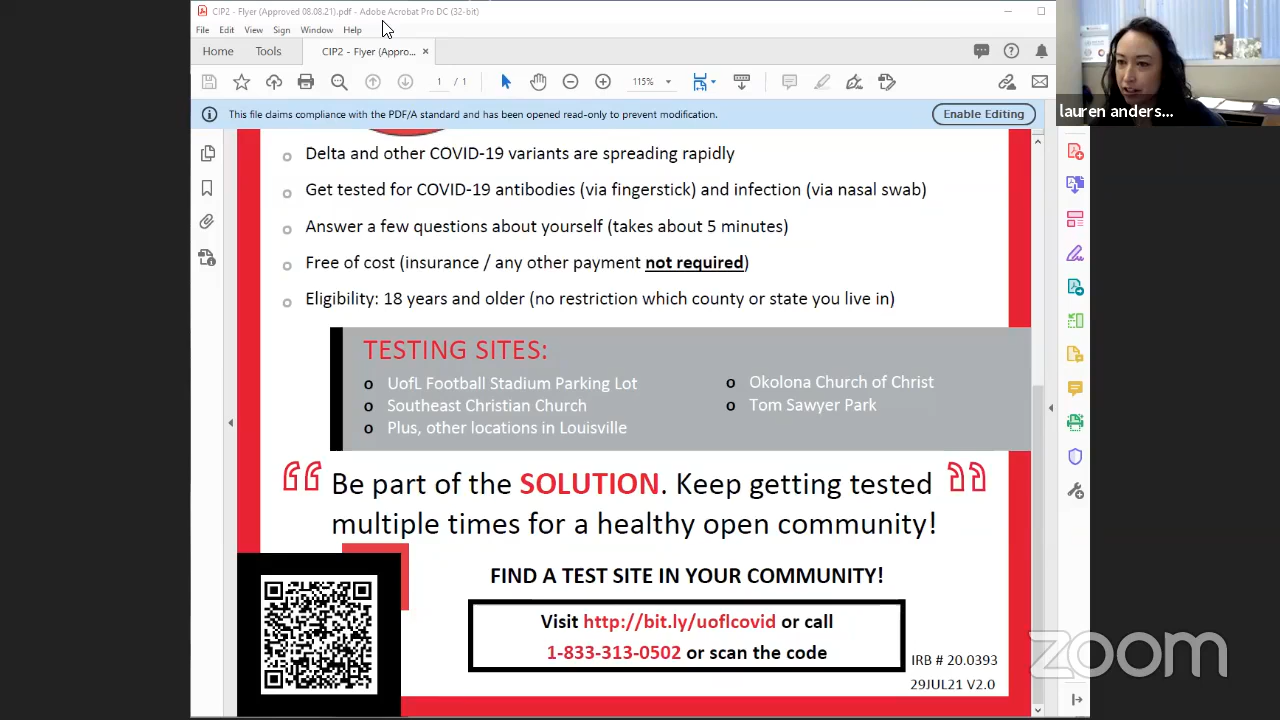 CIP2 - Flyer (Approved 08.08.21).pdf - Adobe Acrobat Pro DC (32-bit)
File Edit View Sign Window Help
Home Tools CIP2 - Flyer (Appro... ×
1 / 1 115%
This file claims compliance with the PDF/A standard and has been opened read-only to prevent modification. Enable Editing
lauren anders...
Delta and other COVID-19 variants are spreading rapidly
Get tested for COVID-19 antibodies (via fingerstick) and infection (via nasal swab)
Answer a few questions about yourself (takes about 5 minutes)
Free of cost (insurance / any other payment not required)
Eligibility: 18 years and older (no restriction which county or state you live in)
TESTING SITES:
UofL Football Stadium Parking Lot
Southeast Christian Church
Plus, other locations in Louisville
Okolona Church of Christ
Tom Sawyer Park
“ Be part of the SOLUTION. Keep getting tested ”
multiple times for a healthy open community!
FIND A TEST SITE IN YOUR COMMUNITY!
Visit http://bit.ly/uoflcovid or call
1-833-313-0502 or scan the code
IRB # 20.0393
29JUL21 V2.0
zoom